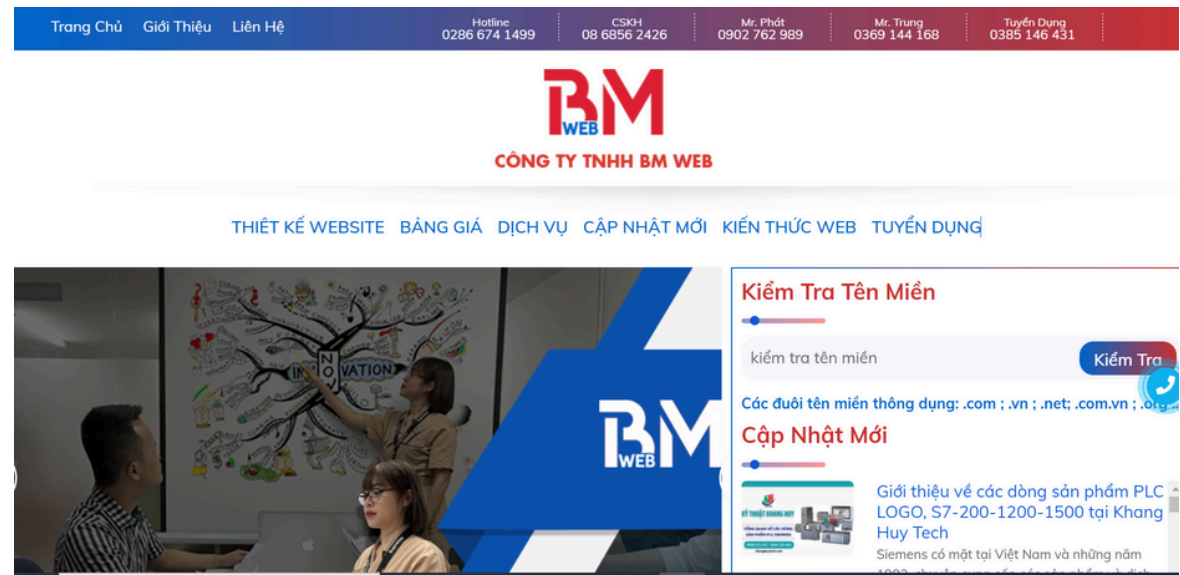 Trang Chủ Giới Thiệu Liên Hệ
Hotline
0286 674 1499
CSKH
08 6856 2426
Mr. Phát
0902 762 989
Mr. Trung
0369 144 168
Tuyển Dụng
0385 146 431
BM
WEB
CÔNG TY TNHH BM WEB
THIẾT KẾ WEBSITE BẢNG GIÁ DỊCH VỤ CẬP NHẬT MỚI KIẾN THỨC WEB TUYỂN DỤNG
INNOVATION
BM
WEB
Kiểm Tra Tên Miền
kiểm tra tên miền
Kiểm Tra
Các đuôi tên miền thông dụng: .com ; .vn ; .net; .com.vn ; .org
Cập Nhật Mới
KỸ THUẬT KHANG HUY
Giới thiệu về các dòng sản phẩm PLC
LOGO, S7-200-1200-1500 tại Khang
Huy Tech
Siemens có mặt tại Việt Nam và những năm